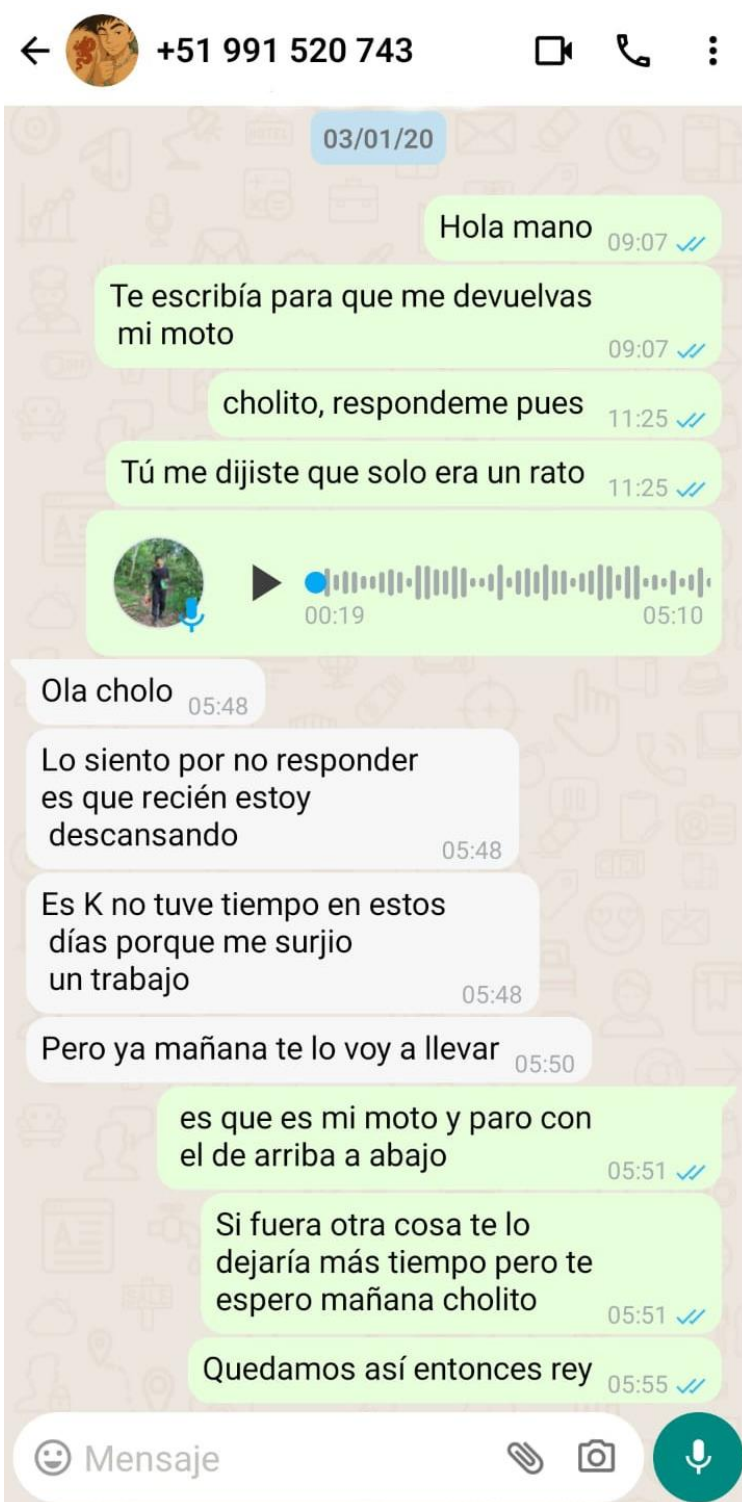 +51 991 520 743
03/01/20
Hola mano 09:07
Te escribía para que me devuelvas
mi moto
09:07
cholito, respondeme pues 11:25
Tú me dijiste que solo era un rato 11:25
00:19 05:10
Ola cholo 05:48
Lo siento por no responder
es que recién estoy
descansando
05:48
Es K no tuve tiempo en estos
días porque me surjio
un trabajo
05:48
Pero ya mañana te lo voy a llevar 05:50
es que es mi moto y paro con
el de arriba a abajo
05:51
Si fuera otra cosa te lo
dejaría más tiempo pero te
espero mañana cholito
05:51
Quedamos así entonces rey 05:55
Mensaje